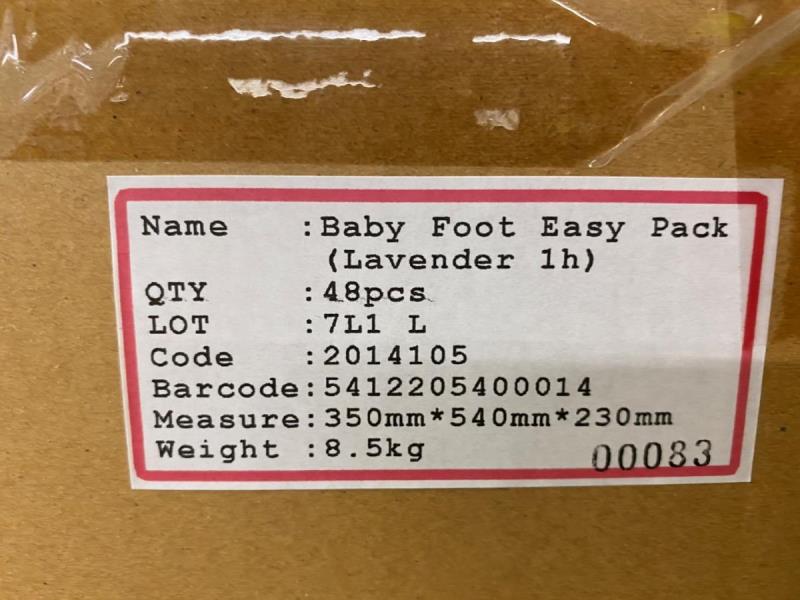 Name :Baby Foot Easy Pack
(Lavender 1h)
QTY :48pcs
LOT :7L1 L
Code :2014105
Barcode:5412205400014
Measure:350mm*540mm*230mm
Weight :8.5kg
00083